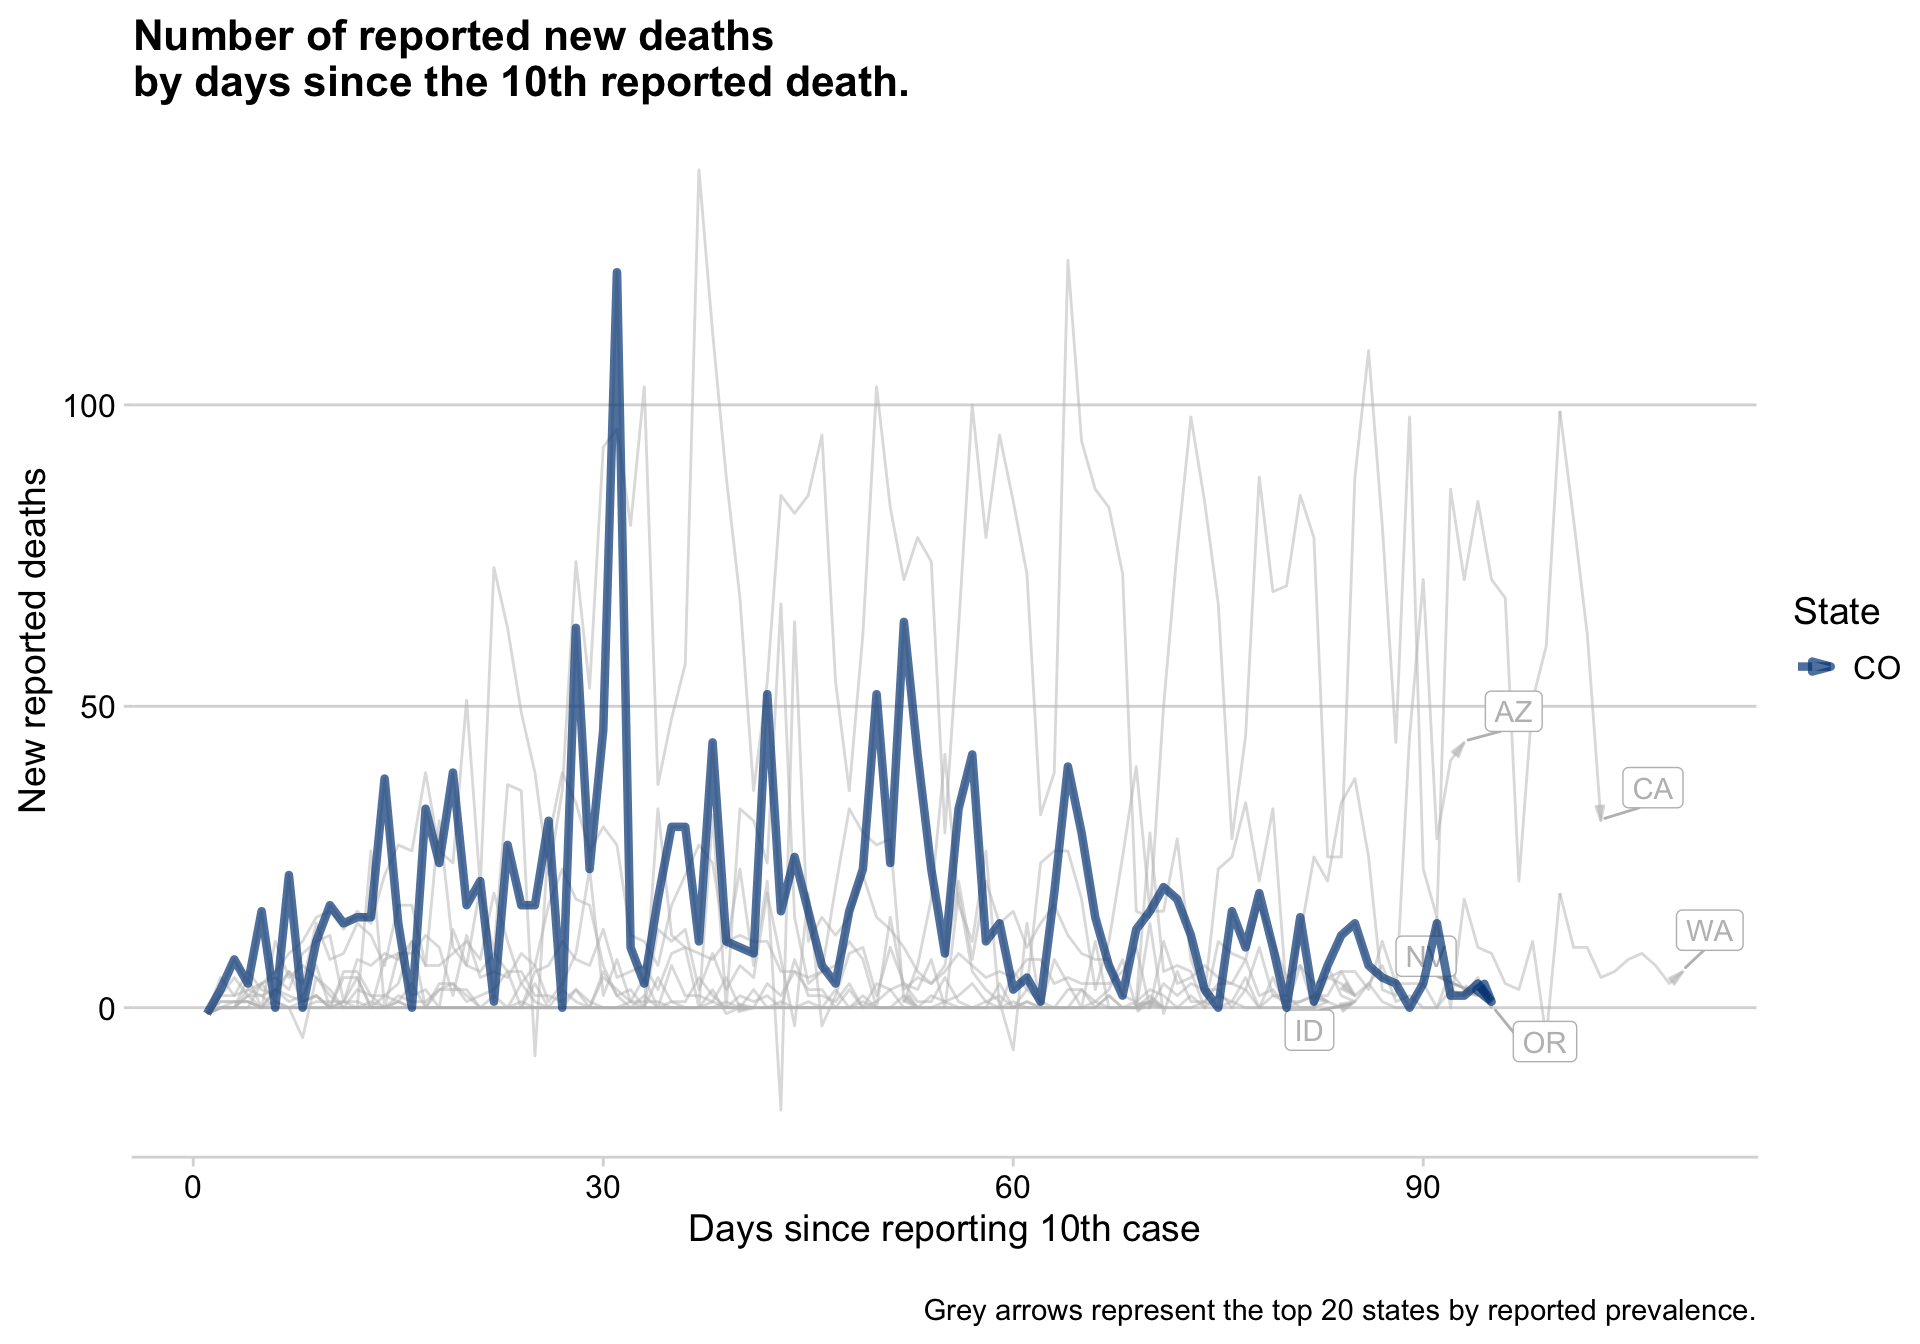 Number of reported new deaths
by days since the 10th reported death.
New reported deaths
100
50
0
AZ
CA
WA
ID
OR
0
30
60
90
Days since reporting 10th case
State
CO
Grey arrows represent the top 20 states by reported prevalence.